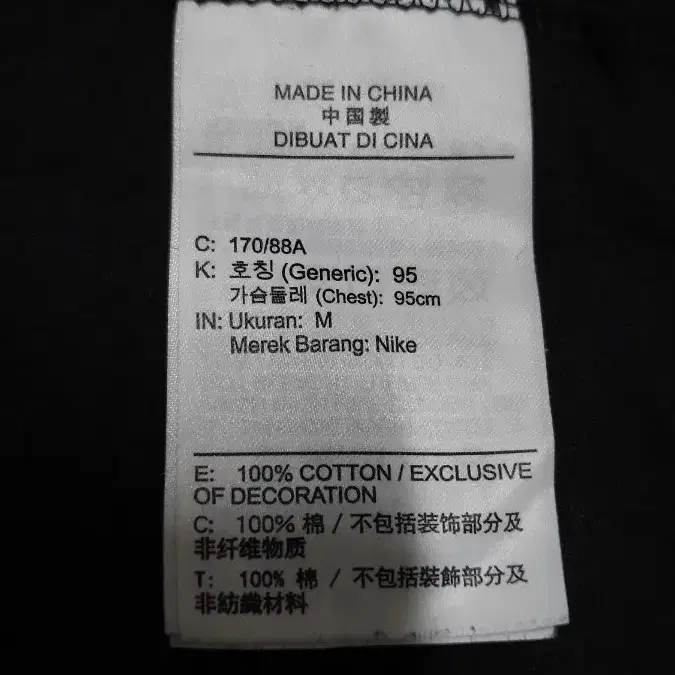 MADE IN CHINA
中国製
DIBUAT DI CINA
C: 170/88A
K: 호칭 (Generic): 95
가슴둘레 (Chest): 95cm
IN: Ukuran: M
Merek Barang: Nike
E: 100% COTTON / EXCLUSIVE
OF DECORATION
C: 100% 棉 / 不包括装饰部分及
非纤维物质
T: 100% 棉 / 不包括裝飾部分及
非紡織材料